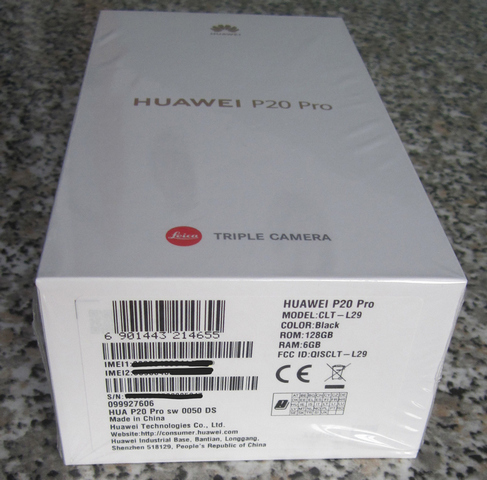 HUAWEI
HUAWEI P20 Pro
Leica TRIPLE CAMERA
HUAWEI P20 Pro
MODEL:CLT-L29
COLOR:Black
ROM:128GB
RAM:6GB
FCC ID:QISCLT-L29
6 901443 214655
IMEI1:
IMEI2:
S/N:
099927606
HUA P20 Pro sw 0050 DS
Made in China
Huawei Technologies Co., Ltd.
Website:http://consumer.huawei.com
Huawei Industrial Base, Bantian, Longgang,
Shenzhen 518129, People's Republic of China
CE